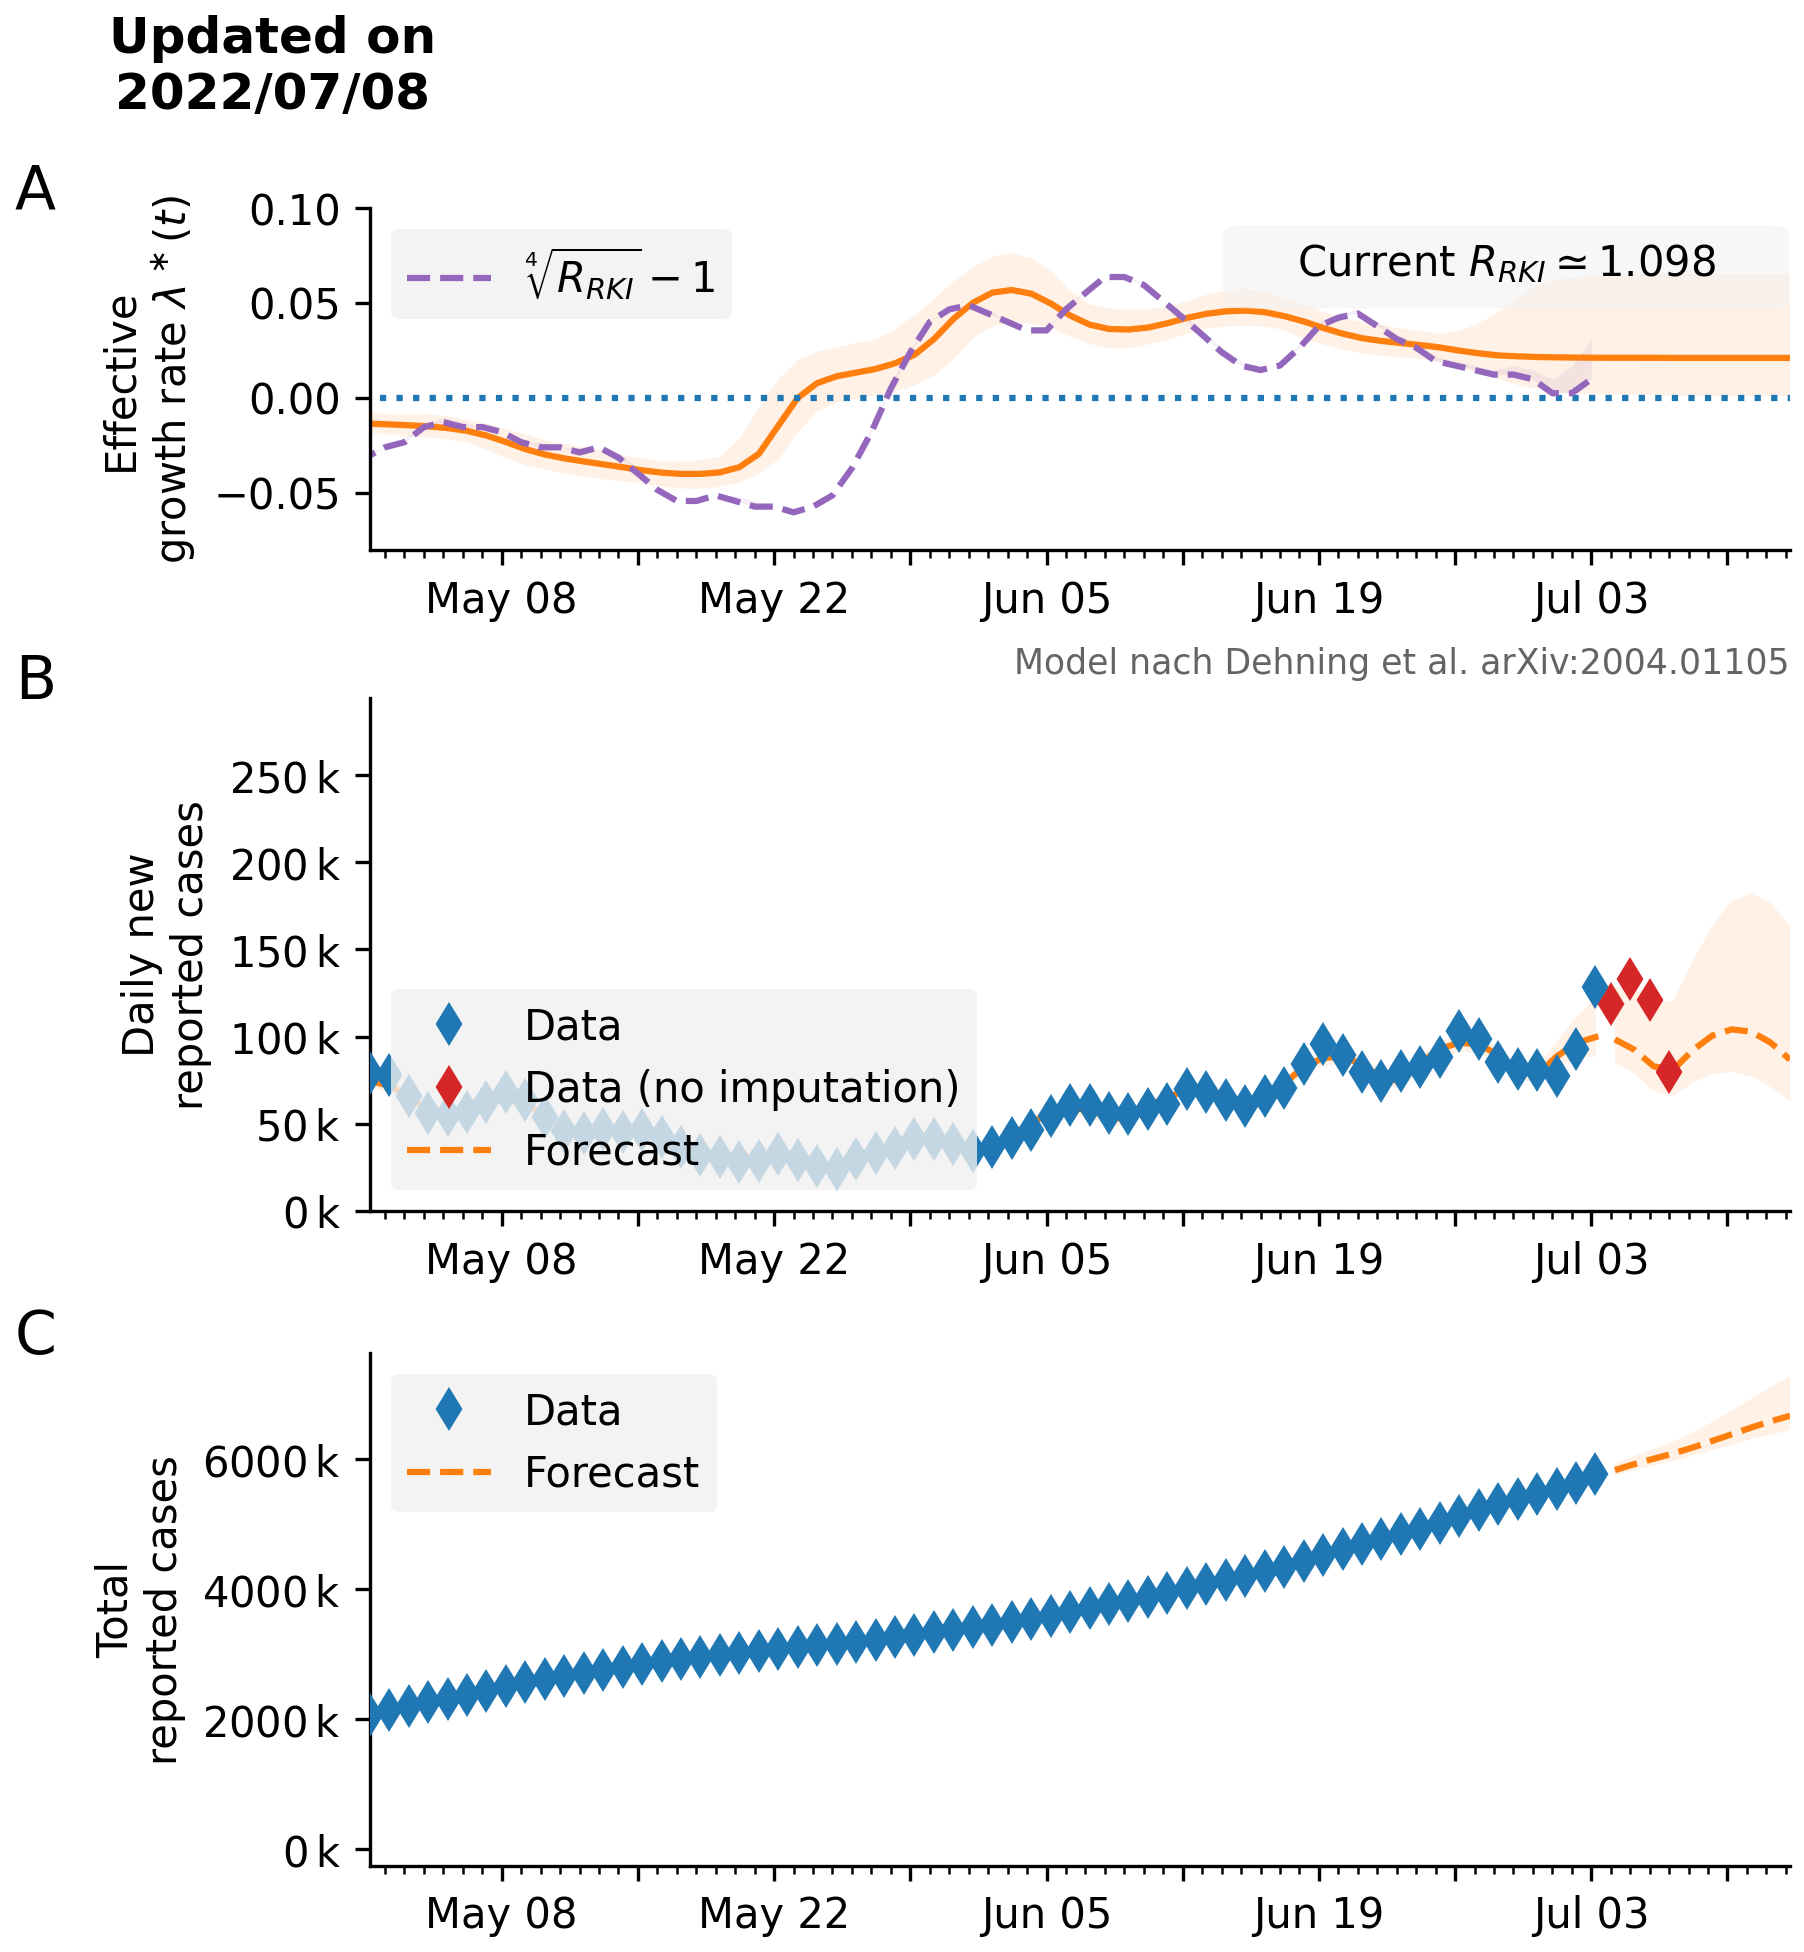 Updated on
2022/07/08
A
Effective
growth rate λ * (t)
0.10
0.05
0.00
−0.05
∜R_RKI − 1
Current R_RKI ≃ 1.098
May 08
May 22
Jun 05
Jun 19
Jul 03
Model nach Dehning et al. arXiv:2004.01105
B
Daily new
reported cases
250 k
200 k
150 k
100 k
50 k
0 k
Data
Data (no imputation)
Forecast
May 08
May 22
Jun 05
Jun 19
Jul 03
C
Total
reported cases
6000 k
4000 k
2000 k
0 k
Data
Forecast
May 08
May 22
Jun 05
Jun 19
Jul 03